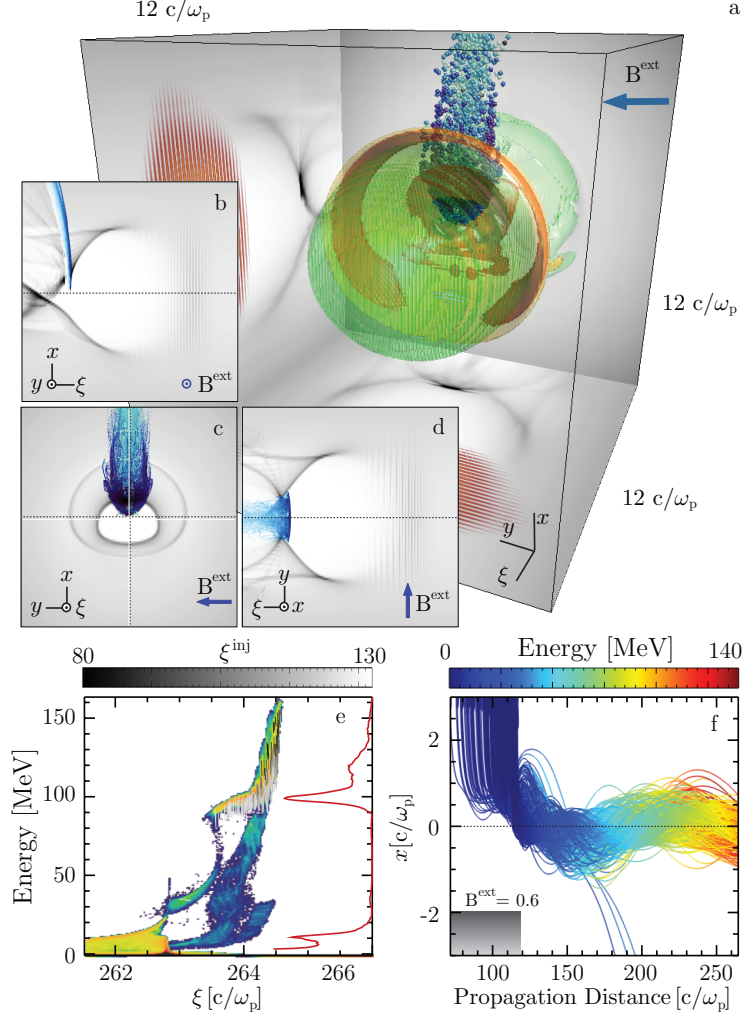 12 c/ωₚ
a
Bᵉˣᵗ
b
x
y ξ
Bᵉˣᵗ
12 c/ωₚ
c
x
y ξ
Bᵉˣᵗ
d
y
ξ x
Bᵉˣᵗ
12 c/ωₚ
y x
ξ
80 ξⁱⁿʲ 130
e
150
100
50
0
Energy [MeV]
262 264 266
ξ [c/ωₚ]
0 Energy [MeV] 140
f
2
0
-2
x [c/ωₚ]
Bᵉˣᵗ= 0.6
100 150 200 250
Propagation Distance [c/ωₚ]